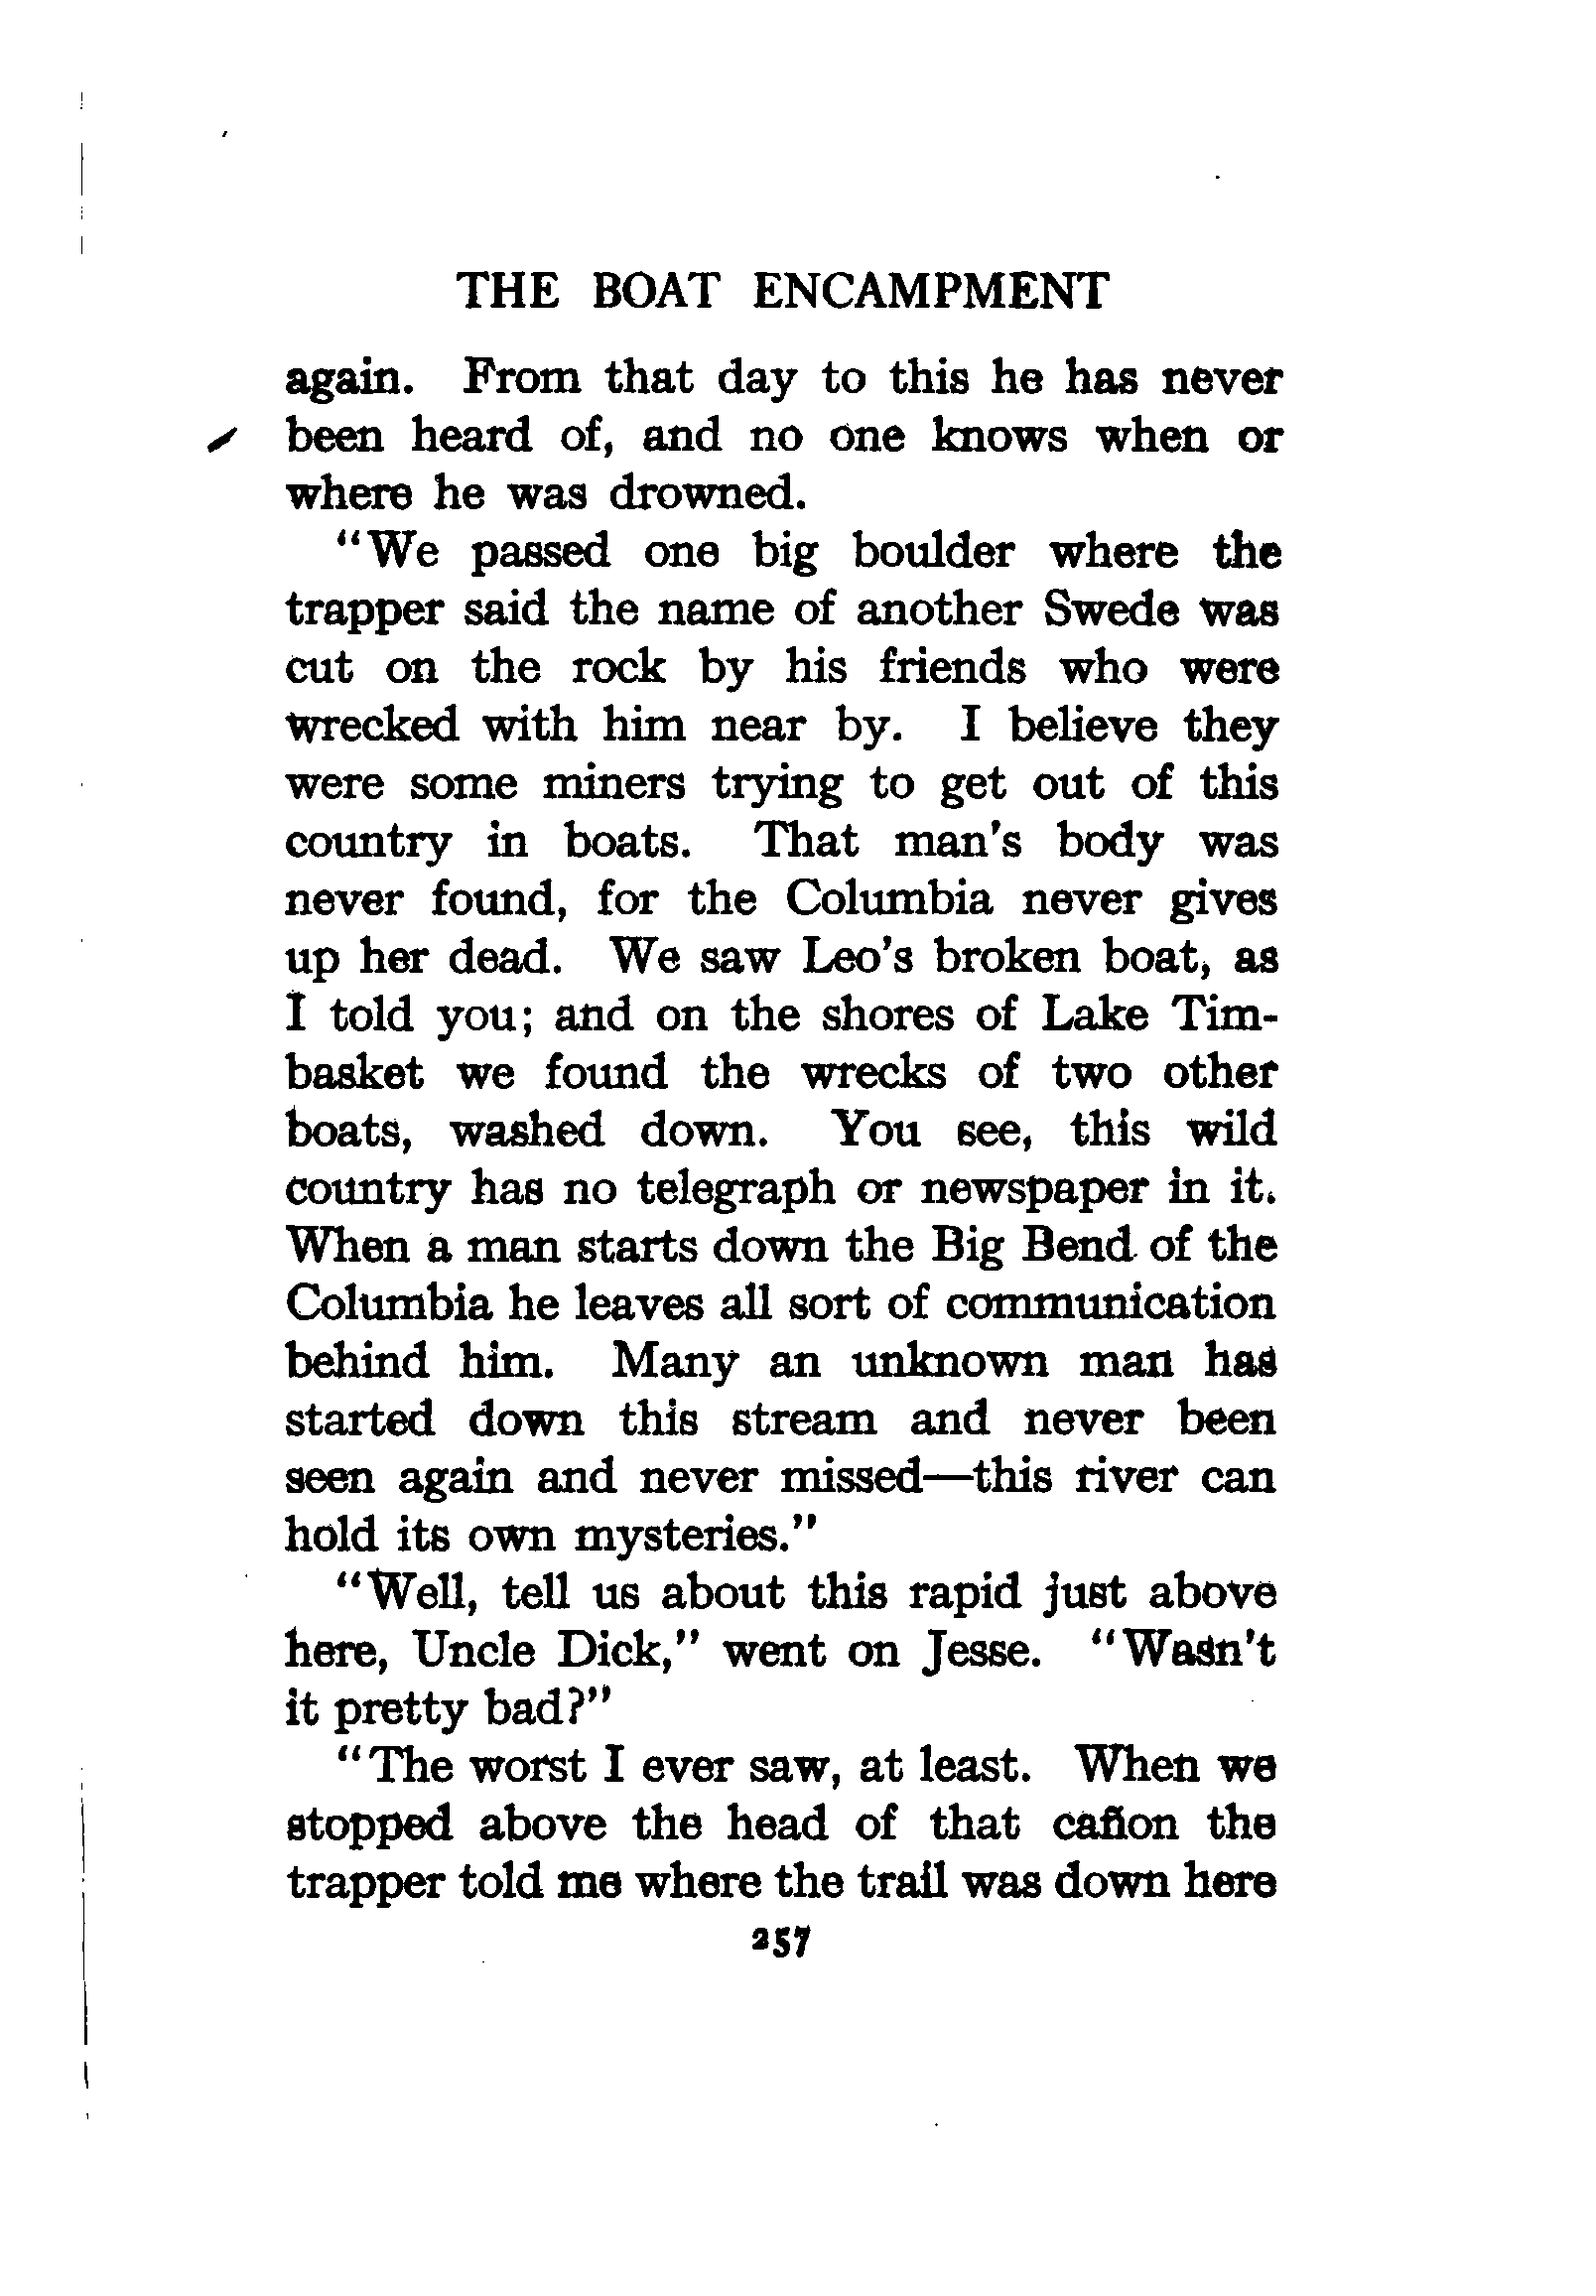 THE BOAT ENCAMPMENT
again. From that day to this he has never
been heard of, and no one knows when or
where he was drowned.
"We passed one big boulder where the
trapper said the name of another Swede was
cut on the rock by his friends who were
wrecked with him near by. I believe they
were some miners trying to get out of this
country in boats. That man's body was
never found, for the Columbia never gives
up her dead. We saw Leo's broken boat, as
I told you; and on the shores of Lake Tim-
basket we found the wrecks of two other
boats, washed down. You see, this wild
country has no telegraph or newspaper in it.
When a man starts down the Big Bend of the
Columbia he leaves all sort of communication
behind him. Many an unknown man has
started down this stream and never been
seen again and never missed—this river can
hold its own mysteries."
"Well, tell us about this rapid just above
here, Uncle Dick," went on Jesse. "Wasn't
it pretty bad?"
"The worst I ever saw, at least. When we
stopped above the head of that cañon the
trapper told me where the trail was down here
257